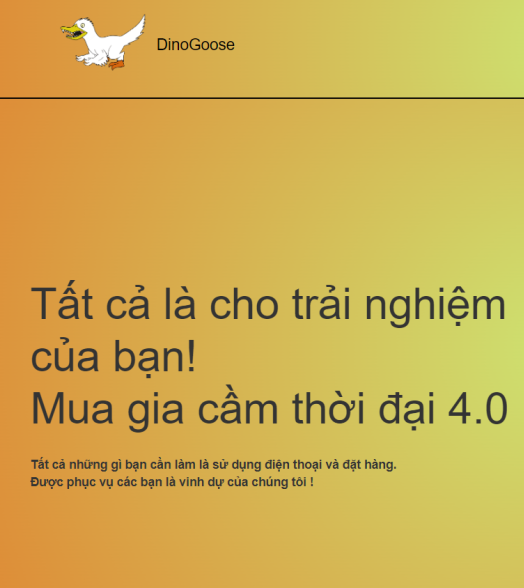 DinoGoose
Tất cả là cho trải nghiệm
của bạn!
Mua gia cầm thời đại 4.0
Tất cả những gì bạn cần làm là sử dụng điện thoại và đặt hàng.
Được phục vụ các bạn là vinh dự của chúng tôi !